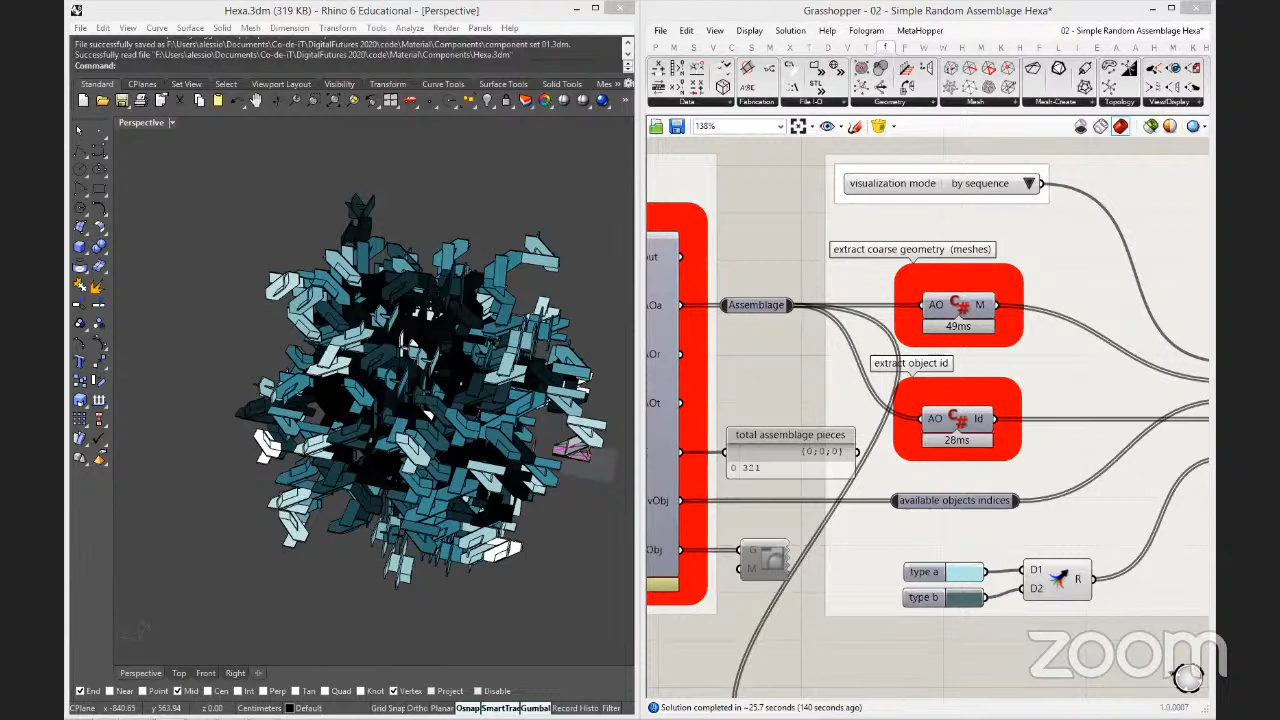 Hexa.3dm (319 KB) - Rhino 6 Educational - [Perspective]
File Edit View Curve Surface Solid Mesh Dimension Transform Tools Analyze Render Panels Help
File successfully saved as F:\Users\alessio\Documents\Co-de-iT\DigitalFutures 2020\code\Material\Components\component set 01.3dm.
Successfully read file "F:\Users\alessio\Documents\Co-de-iT\DigitalFutures 2020\code\Material\Components\Hexa.3dm"
Command:
Standard CPlanes Set View Display Select Viewport Layout Visibility Transform Curve Tools Surface Tools Solid Tools Mes »
Perspective
Perspective Top Front Right
End Near Point Mid Cen Int Perp Tan Quad Knot Vertex Project Disable
CPlane x -840.65 y 563.94 z 0.00 Centimeters Default Grid Snap Ortho Planar Osnap SmartTrac Gumbal Record Histo Filter
Grasshopper - 02 - Simple Random Assemblage Hexa*
File Edit View Display Solution Help Fologram MetaHopper 02 - Simple Random Assemblage Hexa*
Data Fabrication File I-O Geometry Mesh Mesh-Create Topology View/Display
138%
visualization mode by sequence
extract coarse geometry (meshes)
AO C# M
49ms
Assemblage
extract object id
AO C# Id
28ms
total assemblage pieces
{0;0;0}
0 321
available objects indices
G
M
type a
type b
D1
D2
R
put
AOa
AOr
AOt
vObj
Obj
zoom
Solution completed in ~25.7 seconds (140 seconds ago)
1.0.0007